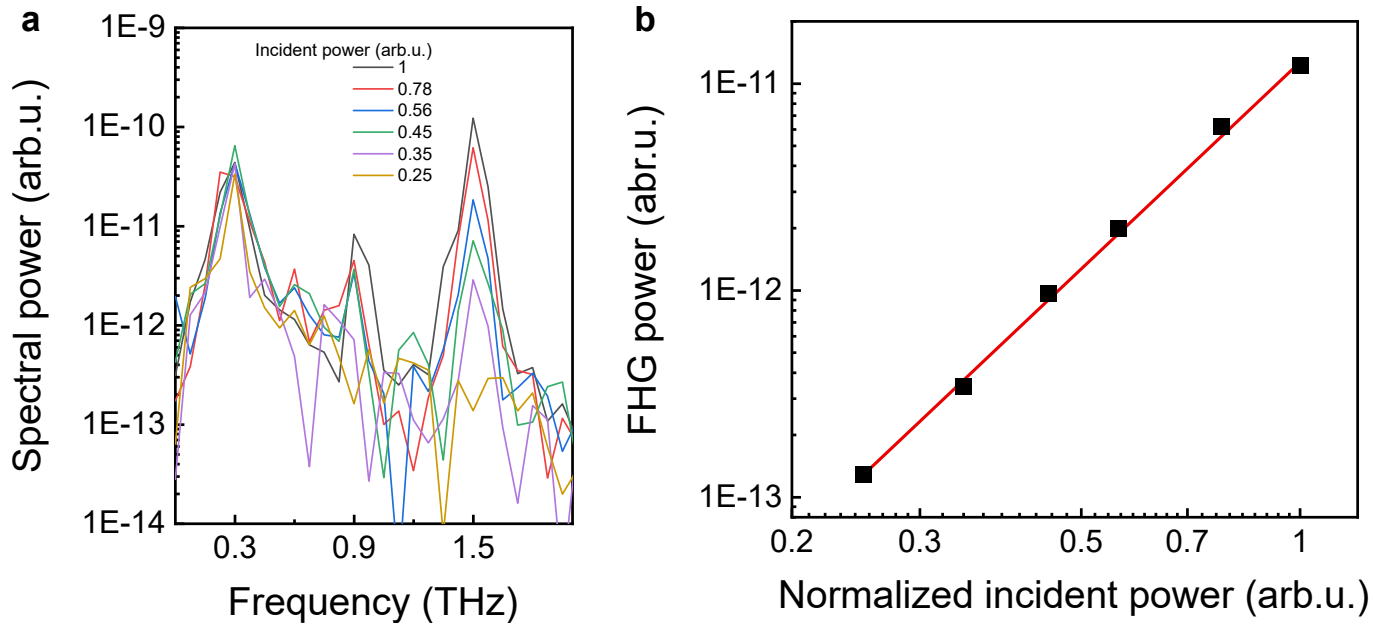 a
Spectral power (arb.u.)
1E-9
1E-10
1E-11
1E-12
1E-13
1E-14
Incident power (arb.u.)
1
0.78
0.56
0.45
0.35
0.25
0.3 0.9 1.5
Frequency (THz)
b
FHG power (abr.u.)
1E-11
1E-12
1E-13
0.2 0.3 0.5 0.7 1
Normalized incident power (arb.u.)